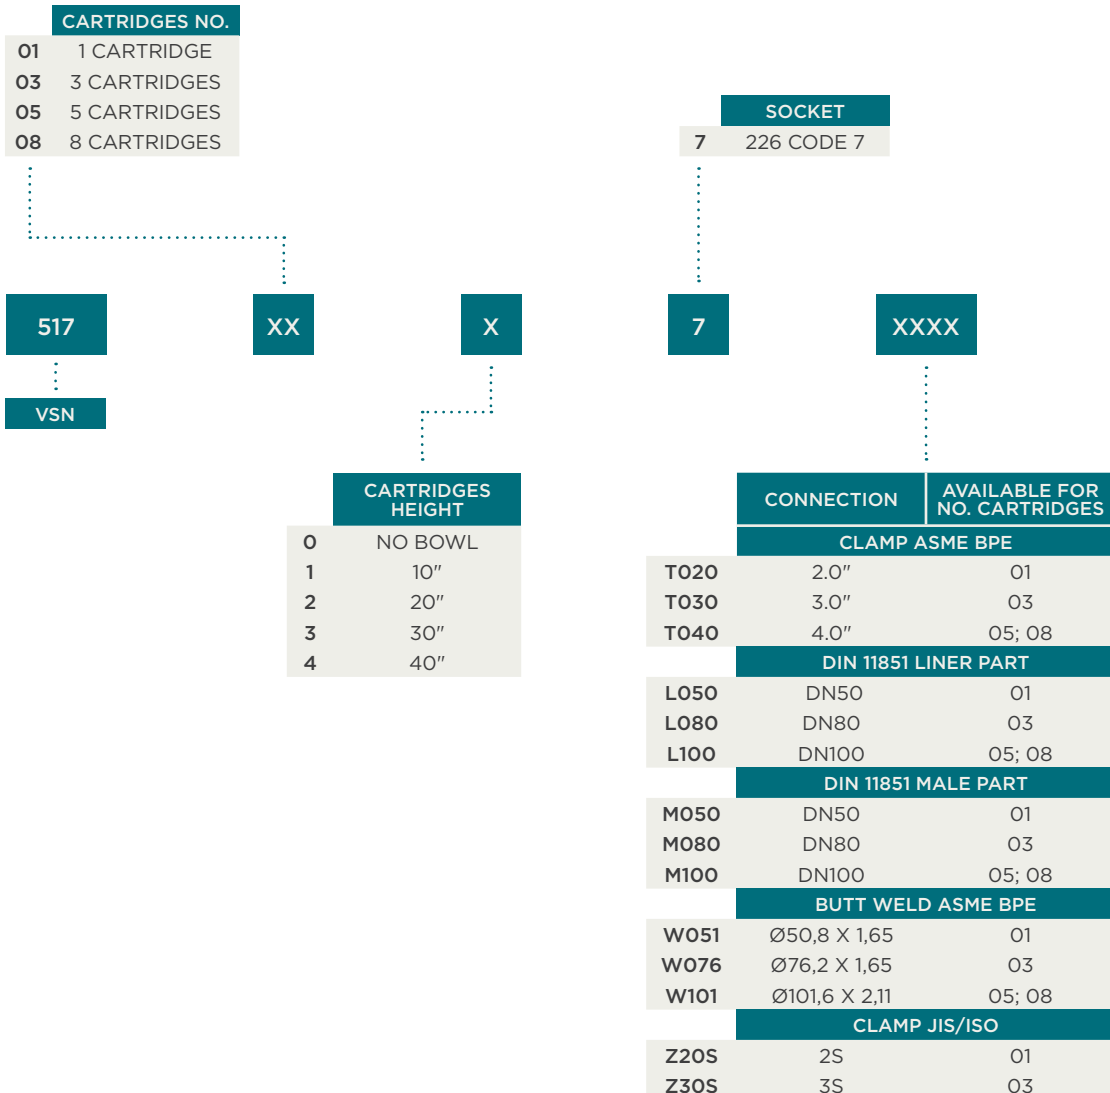 CARTRIDGES NO.
01 1 CARTRIDGE
03 3 CARTRIDGES
05 5 CARTRIDGES
08 8 CARTRIDGES
SOCKET
7 226 CODE 7
517 XX X 7 XXXX
VSN
CARTRIDGES
HEIGHT
0 NO BOWL
1 10"
2 20"
3 30"
4 40"
CONNECTION AVAILABLE FOR
NO. CARTRIDGES
CLAMP ASME BPE
T020 2.0" 01
T030 3.0" 03
T040 4.0" 05; 08
DIN 11851 LINER PART
L050 DN50 01
L080 DN80 03
L100 DN100 05; 08
DIN 11851 MALE PART
M050 DN50 01
M080 DN80 03
M100 DN100 05; 08
BUTT WELD ASME BPE
W051 Ø50,8 X 1,65 01
W076 Ø76,2 X 1,65 03
W101 Ø101,6 X 2,11 05; 08
CLAMP JIS/ISO
Z20S 2S 01
Z30S 3S 03